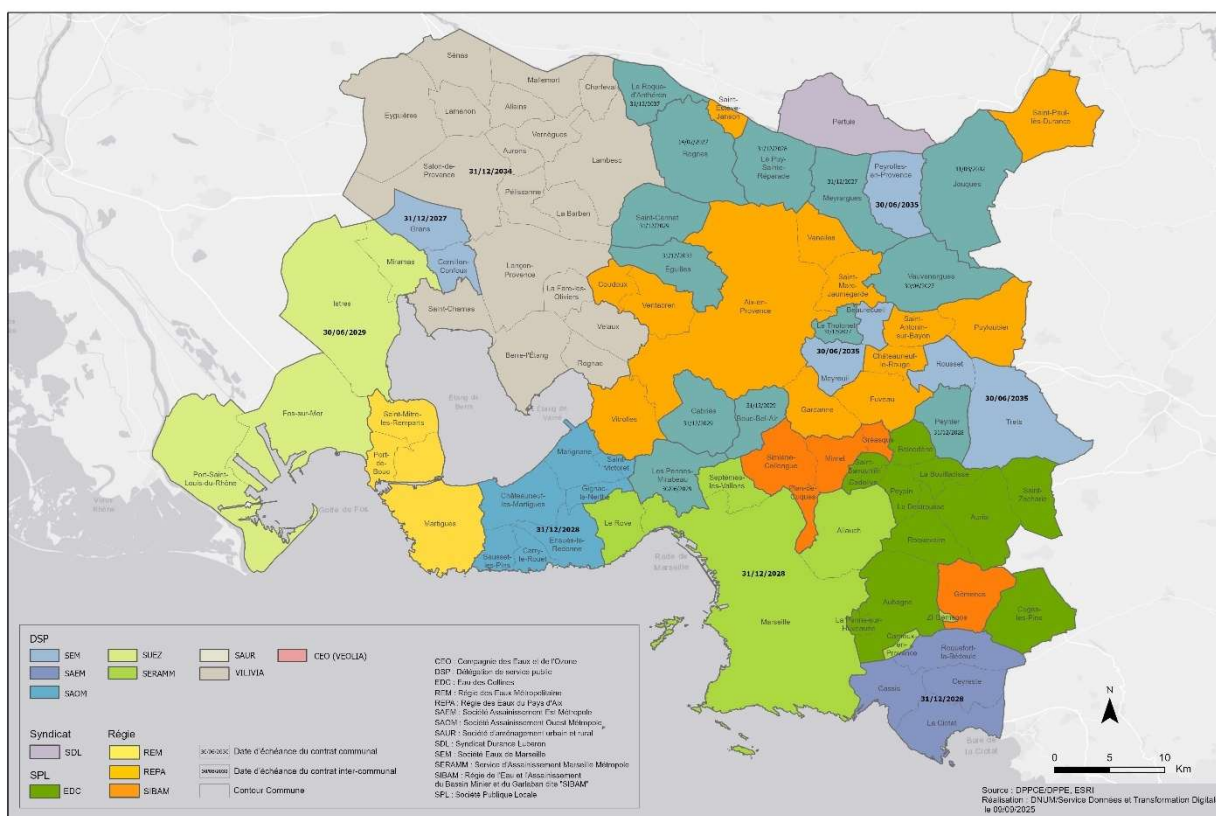 Sénas
Mallemort
Charleval
Eyguières
Lamanon
Alleins
Vernègues
Aurons
Lambesc
Salon-de-
Provence
31/12/2034
Pélissanne
La Barben
La Roque-
d'Anthéron
Saint-
Estève-
Janson
Rognes
Le Puy-
Sainte-
Réparade
Pertuis
Saint-Paul-
lès-Durance
Meyrargues
Peyrolles-
en-Provence
30/06/2035
Jouques
31/12/2027
Grans
Cornillon-
Confoux
Miramas
Istres
30/06/2029
Lançon-
Provence
La Fare-les-
Oliviers
Saint-Chamas
Velaux
Berre-l'Étang
Rognac
Saint-Cannat
Éguilles
Coudoux
Ventabren
Aix-en-
Provence
Venelles
Saint-
Marc-
Jaumegarde
Vauvenargues
Beaurecueil
Le Tholonet
Saint-
Antonin-
sur-Bayon
Puyloubier
30/06/2035
Meyreuil
Châteauneuf-
le-Rouge
Rousset
30/06/2035
Trets
Fuveau
Gardanne
Peynier
Fos-sur-Mer
Port-Saint-
Louis-du-Rhône
Golfe de Fos
Étang de
Berre
Saint-Mitre-
les-Remparts
Port-
de-
Bouc
Martigues
Vitrolles
Cabriès
Bouc-Bel-Air
Marignane
Saint-
Victoret
Gignac-
la-Nerthe
Châteauneuf-
les-Martigues
31/12/2028
Ensuès-la-
Redonne
Carry-
le-Rouet
Sausset-
les-Pins
Le Rove
Les Pennes-
Mirabeau
Septèmes-
les-Vallons
Simiane-
Collongue
Mimet
Gréasque
Plan-de-
Cuques
Allauch
Rade de
Marseille
31/12/2028
Marseille
Saint-
Savournin
Cadolive
Belcodène
La Bouilladisse
Peypin
La Destrousse
Auriol
Saint-
Zacharie
Roquevaire
Aubagne
La Penne-sur-
Huveaune
Gémenos
Cuges-
les-Pins
Carnoux-
en-
Provence
Roquefort-
la-Bédoule
Cassis
Ceyreste
31/12/2028
La Ciotat
Baie de
la Ciotat
DSP
SEM
SUEZ
SAUR
CEO (VEOLIA)
SAEM
SERAMM
VILIVIA
SAOM
Syndicat
SDL
SPL
EDC
Régie
REM
REPA
SIBAM
Date d'échéance du contrat communal
Date d'échéance du contrat inter-communal
Contour Commune
CEO : Compagnie des Eaux et de l'Ozone
DSP : Délégation de service public
EDC : Eau des Collines
REM : Régie des Eaux Métropolitaine
REPA : Régie des Eaux du Pays d'Aix
SAEM : Société Assainissement Est Métropole
SAOM : Société Assainissement Ouest Métropole
SAUR : Société d'aménagement urbain et rural
SDL : Syndicat Durance Luberon
SEM : Société Eaux de Marseille
SERAMM : Service d'Assainissement Marseille Métropole
SIBAM : Régie de l'Eau et l'Assainissement
du Bassin Minier et du Garlaban dite "SIBAM"
SPL : Société Publique Locale
N
0
5
10
Km
Source : DPPCE/DPPE, ESRI
Réalisation : DNUM/Service Données et Transformation Digitale
le 09/09/2025